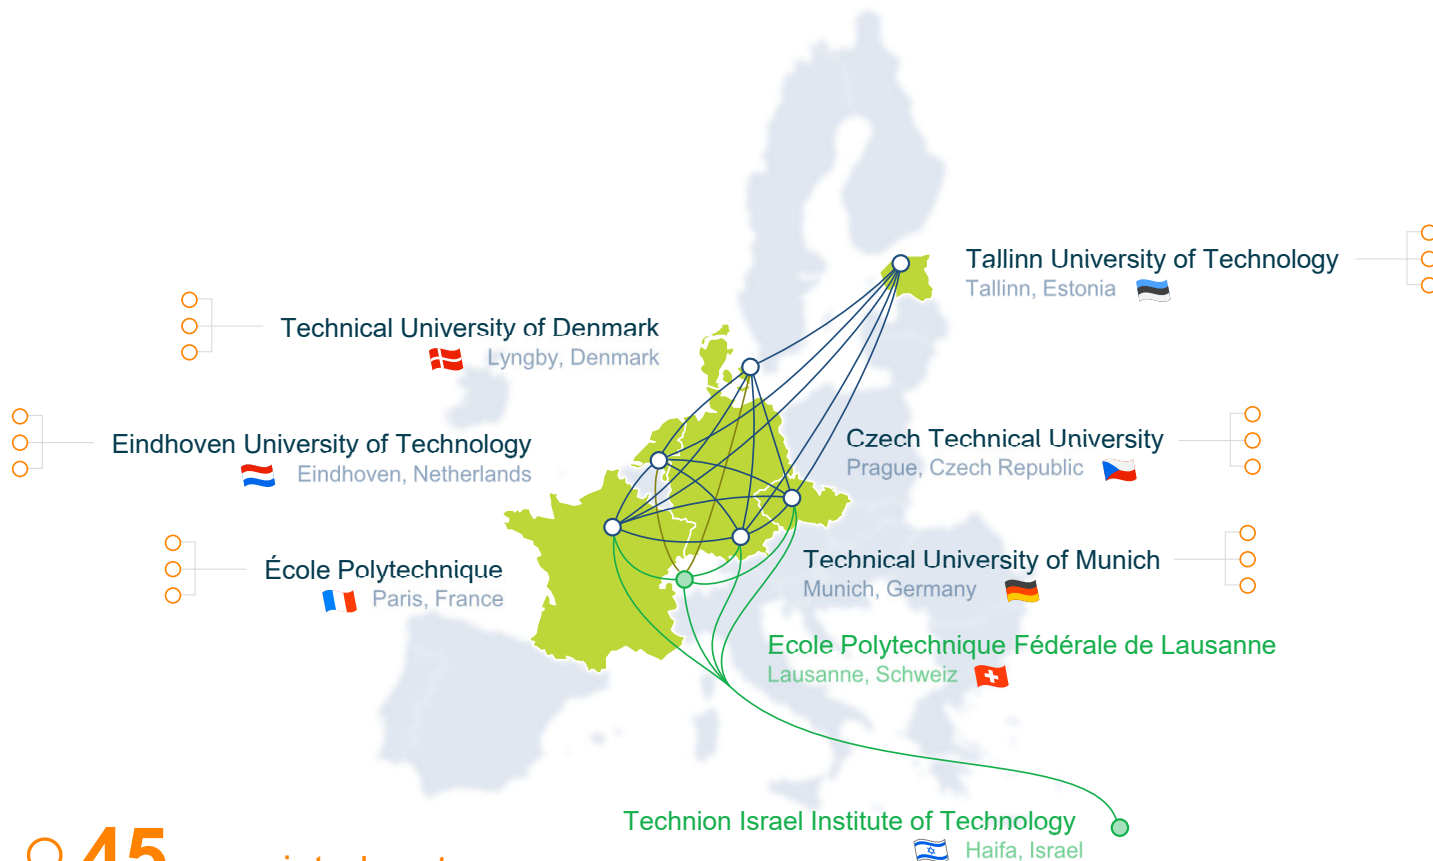 Tallinn University of Technology
Tallinn, Estonia
Technical University of Denmark
Lyngby, Denmark
Eindhoven University of Technology
Eindhoven, Netherlands
Czech Technical University
Prague, Czech Republic
École Polytechnique
Paris, France
Technical University of Munich
Munich, Germany
Ecole Polytechnique Fédérale de Lausanne
Lausanne, Schweiz
Technion Israel Institute of Technology
Haifa, Israel
45